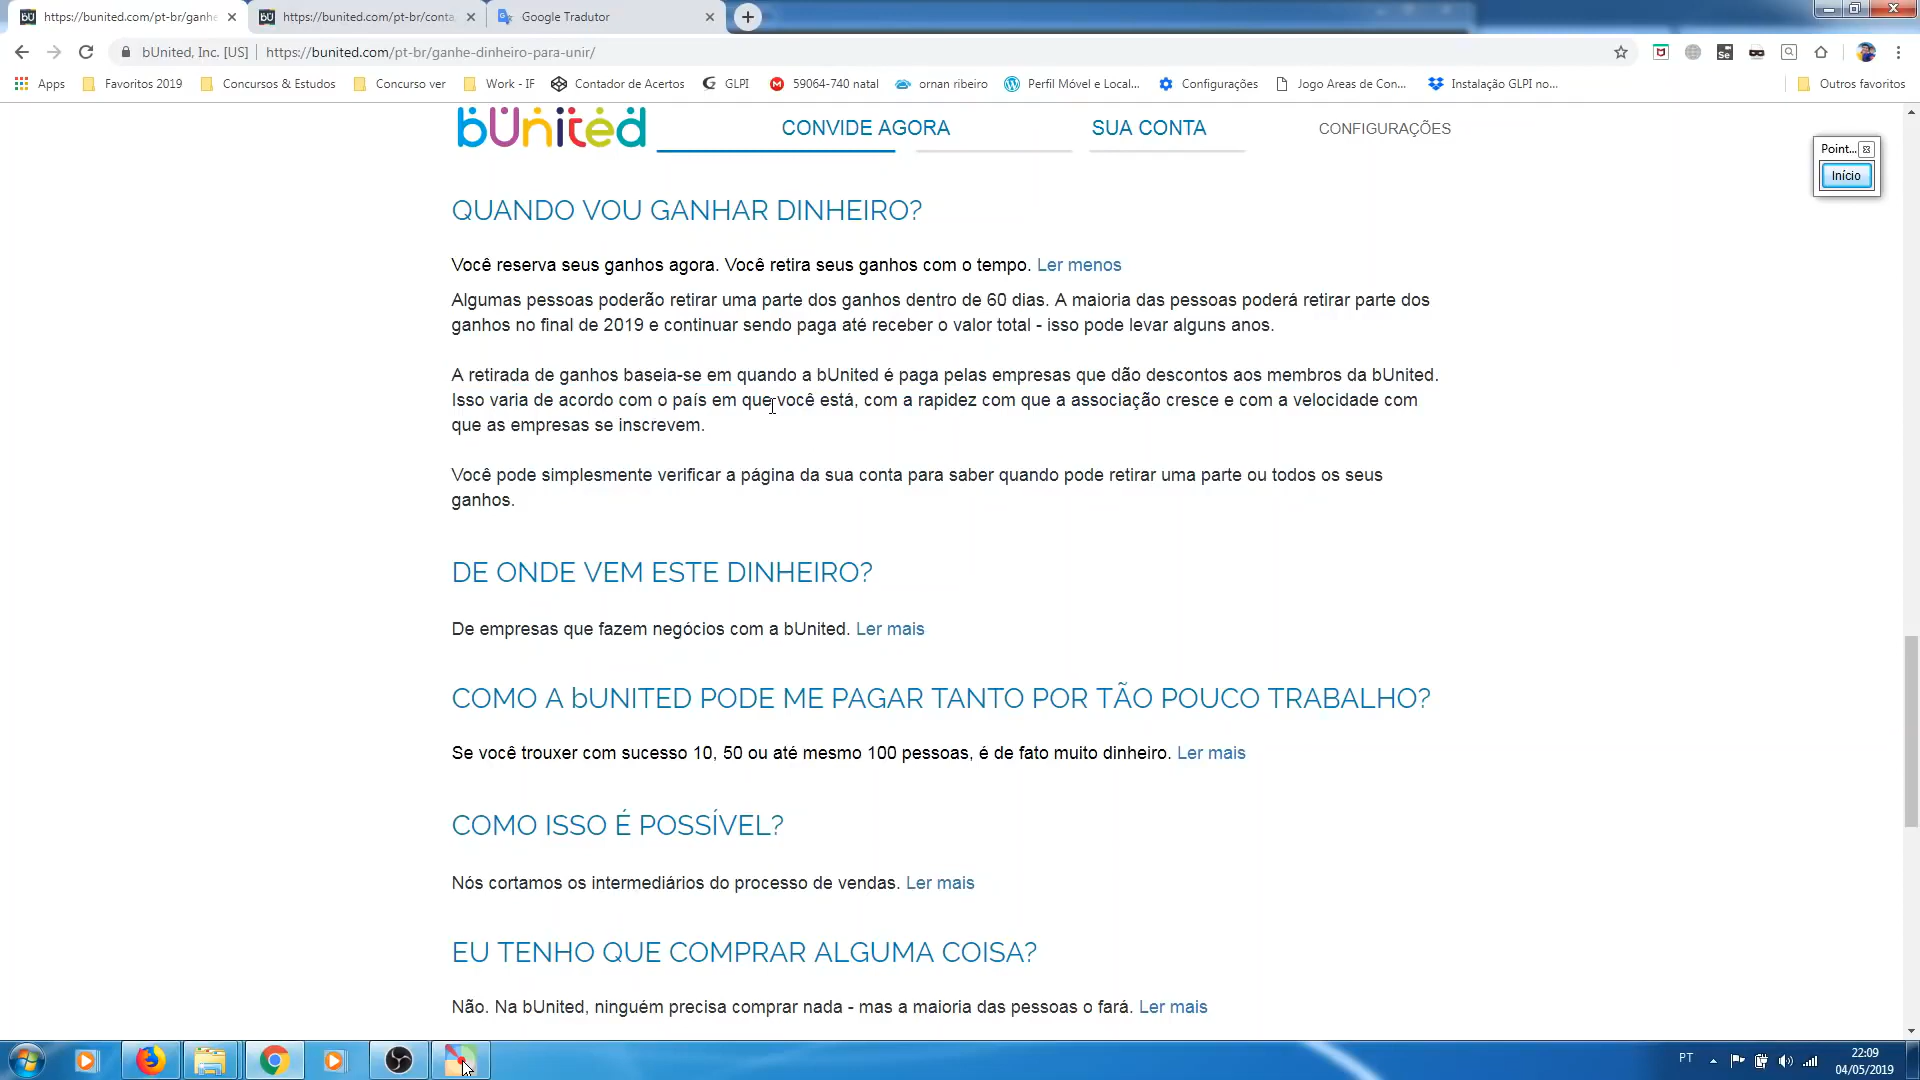 https://bunited.com/pt-br/ganhe
https://bunited.com/pt-br/conta
Google Tradutor
bUnited, Inc. [US] https://bunited.com/pt-br/ganhe-dinheiro-para-unir/
Apps Favoritos 2019 Concursos & Estudos Concurso ver Work - IF Contador de Acertos GLPI 59064-740 natal ornan ribeiro Perfil Móvel e Local... Configurações Jogo Areas de Con... Instalação GLPI no... Outros favoritos
bUnited CONVIDE AGORA SUA CONTA CONFIGURAÇÕES
Point...
Início
QUANDO VOU GANHAR DINHEIRO?
Você reserva seus ganhos agora. Você retira seus ganhos com o tempo. Ler menos
Algumas pessoas poderão retirar uma parte dos ganhos dentro de 60 dias. A maioria das pessoas poderá retirar parte dos
ganhos no final de 2019 e continuar sendo paga até receber o valor total - isso pode levar alguns anos.
A retirada de ganhos baseia-se em quando a bUnited é paga pelas empresas que dão descontos aos membros da bUnited.
Isso varia de acordo com o país em que você está, com a rapidez com que a associação cresce e com a velocidade com
que as empresas se inscrevem.
Você pode simplesmente verificar a página da sua conta para saber quando pode retirar uma parte ou todos os seus
ganhos.
DE ONDE VEM ESTE DINHEIRO?
De empresas que fazem negócios com a bUnited. Ler mais
COMO A bUNITED PODE ME PAGAR TANTO POR TÃO POUCO TRABALHO?
Se você trouxer com sucesso 10, 50 ou até mesmo 100 pessoas, é de fato muito dinheiro. Ler mais
COMO ISSO É POSSÍVEL?
Nós cortamos os intermediários do processo de vendas. Ler mais
EU TENHO QUE COMPRAR ALGUMA COISA?
Não. Na bUnited, ninguém precisa comprar nada - mas a maioria das pessoas o fará. Ler mais
PT
22:09
04/05/2019